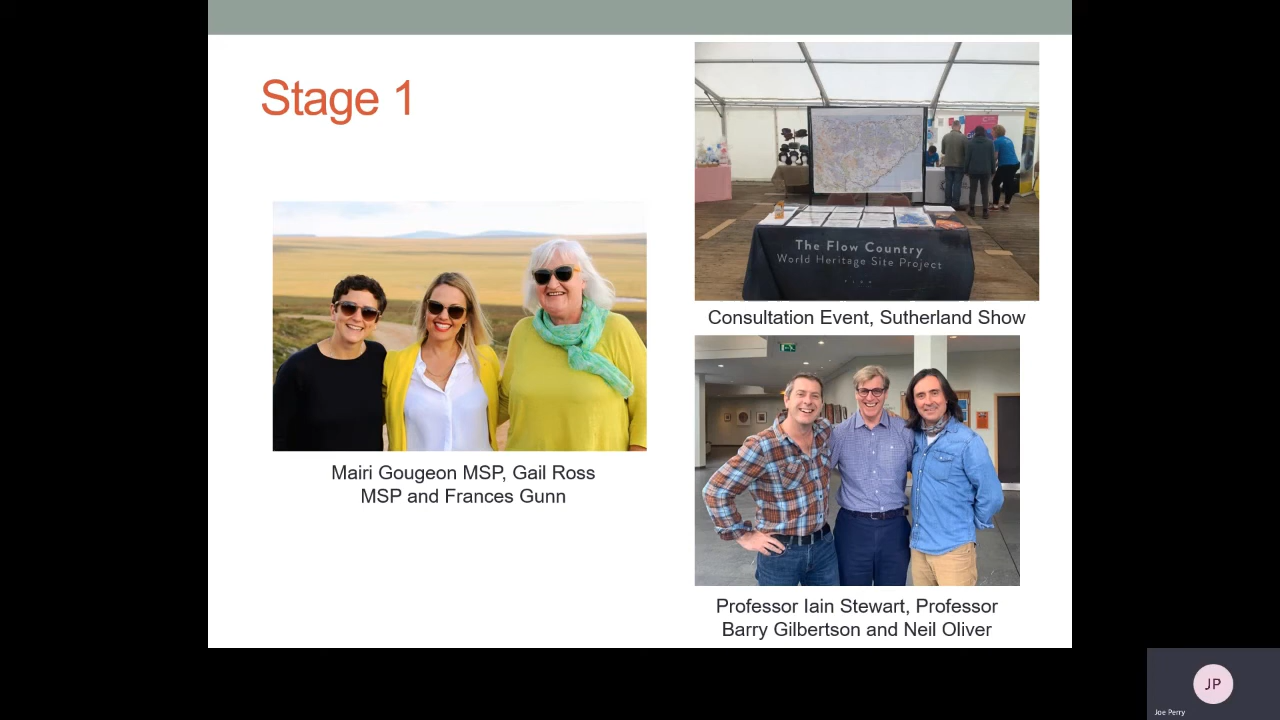 Stage 1
The Flow Country
World Heritage Site Project
Consultation Event, Sutherland Show
Mairi Gougeon MSP, Gail Ross
MSP and Frances Gunn
Professor Iain Stewart, Professor
Barry Gilbertson and Neil Oliver
JP
Joe Perry